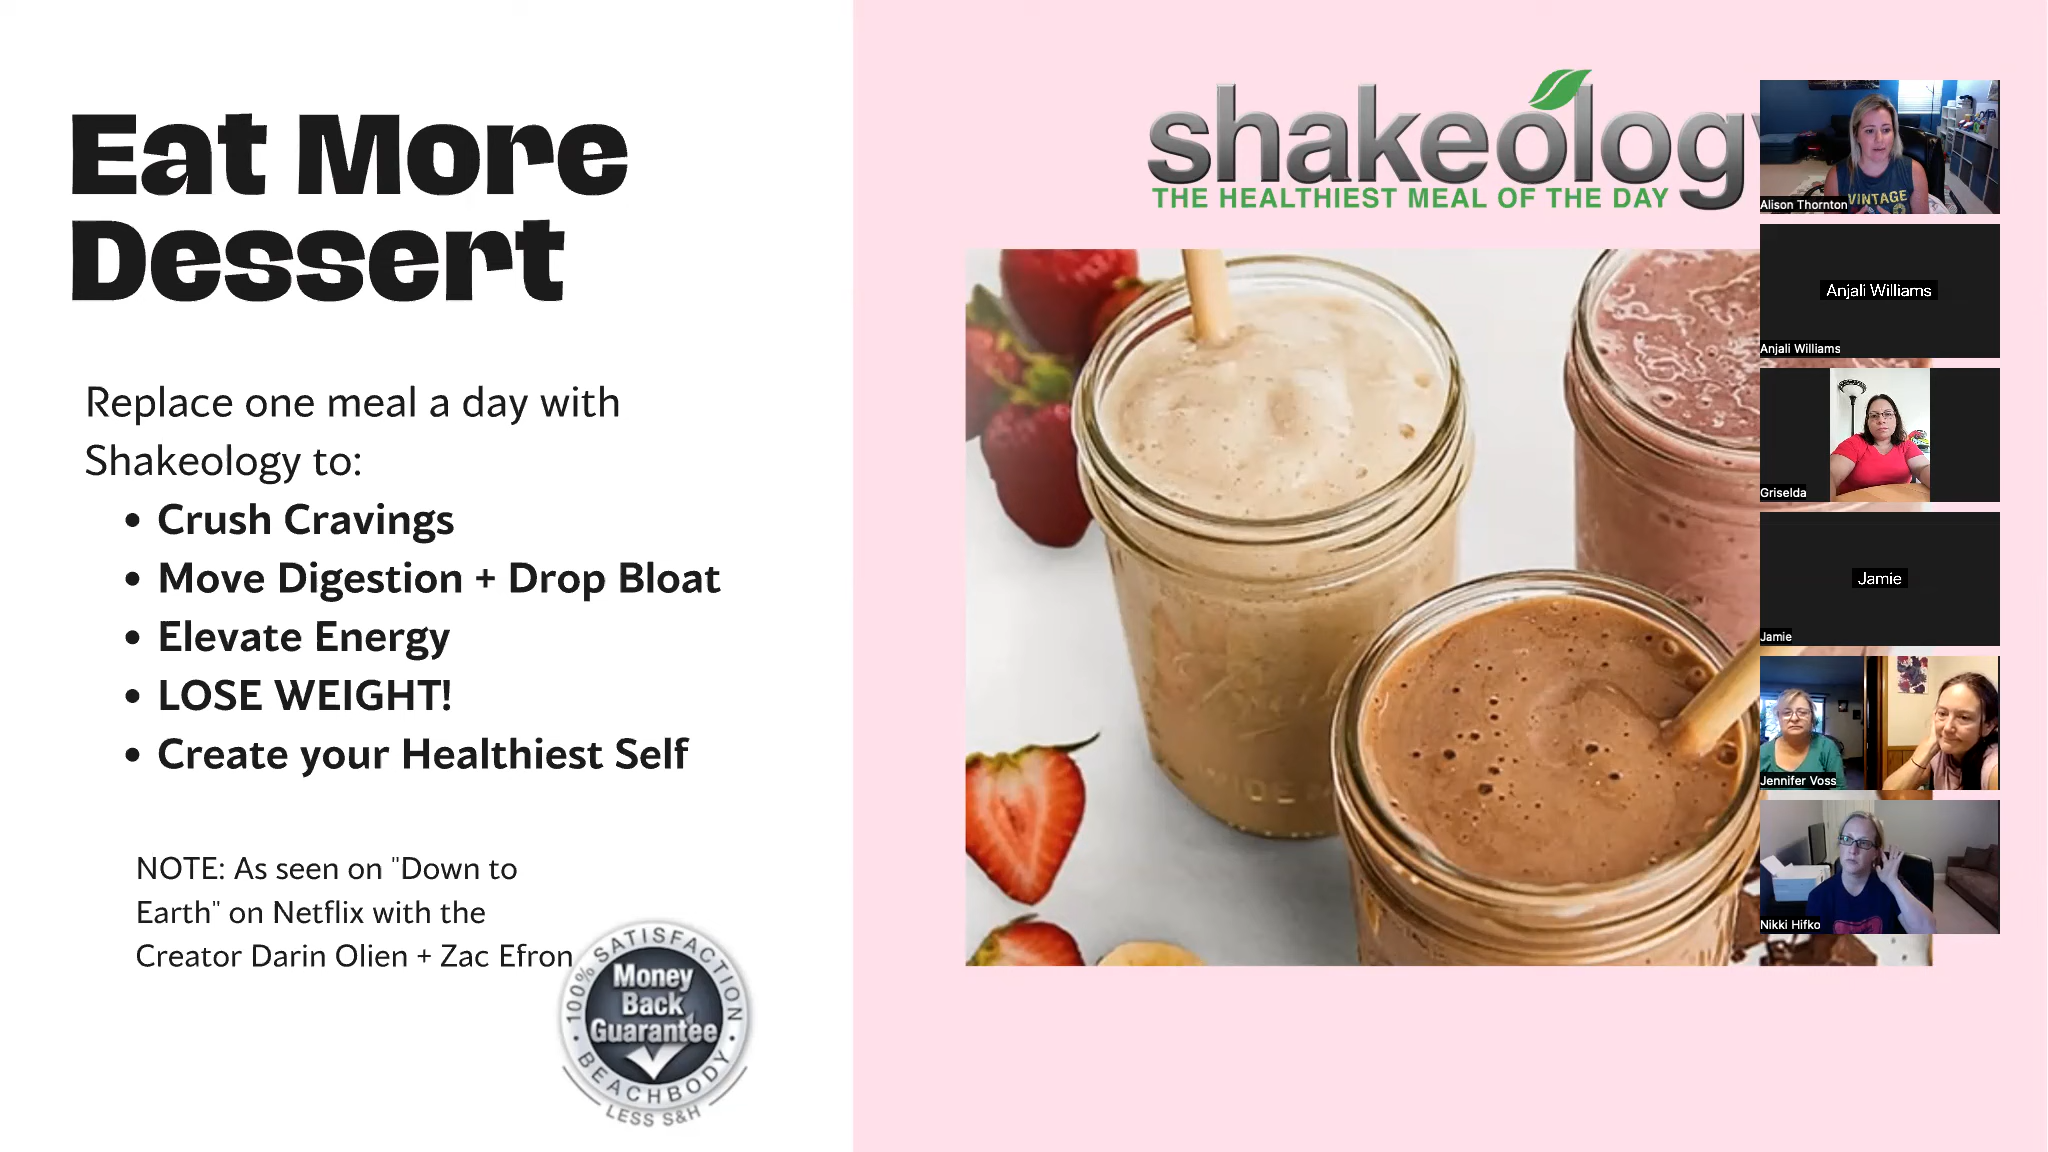 Eat More
Dessert
Replace one meal a day with
Shakeology to:
• Crush Cravings
• Move Digestion + Drop Bloat
• Elevate Energy
• LOSE WEIGHT!
• Create your Healthiest Self
NOTE: As seen on "Down to
Earth" on Netflix with the
Creator Darin Olien + Zac Efron
100% SATISFACTION
Money
Back
Guarantee
BEACHBODY
LESS S&H
shakeology
THE HEALTHIEST MEAL OF THE DAY
VINTAGE
Alison Thornton
Anjali Williams
Anjali Williams
Griselda
Jamie
Jamie
Jennifer Voss
Nikki Hifko